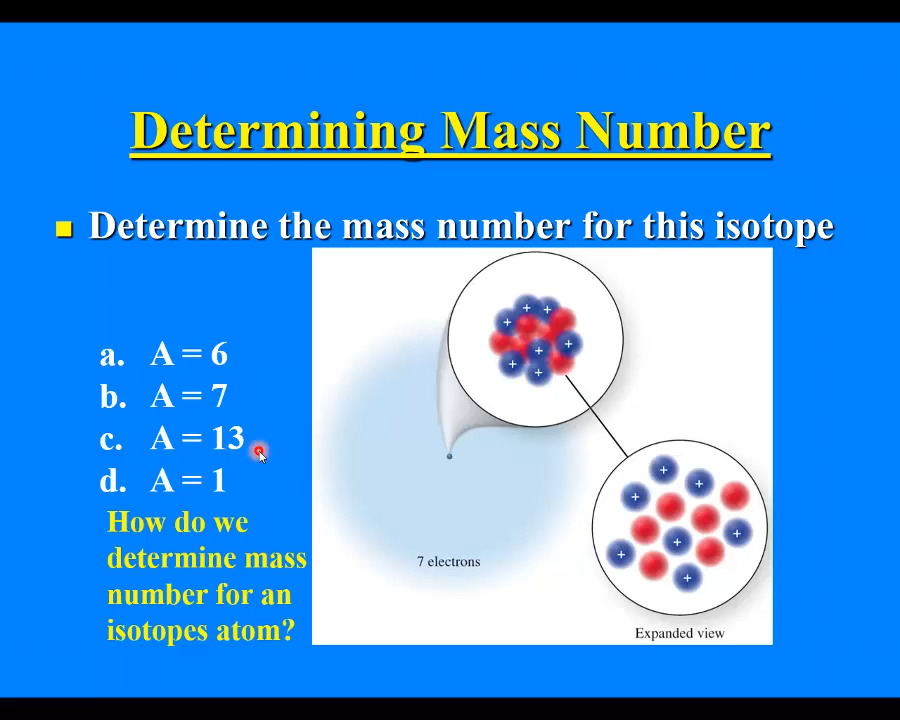 Determining Mass Number
Determine the mass number for this isotope
a. A = 6
b. A = 7
c. A = 13
d. A = 1
How do we
determine mass
number for an
isotopes atom?
+ + + + + + +
7 electrons
+ + + + + + +
Expanded view